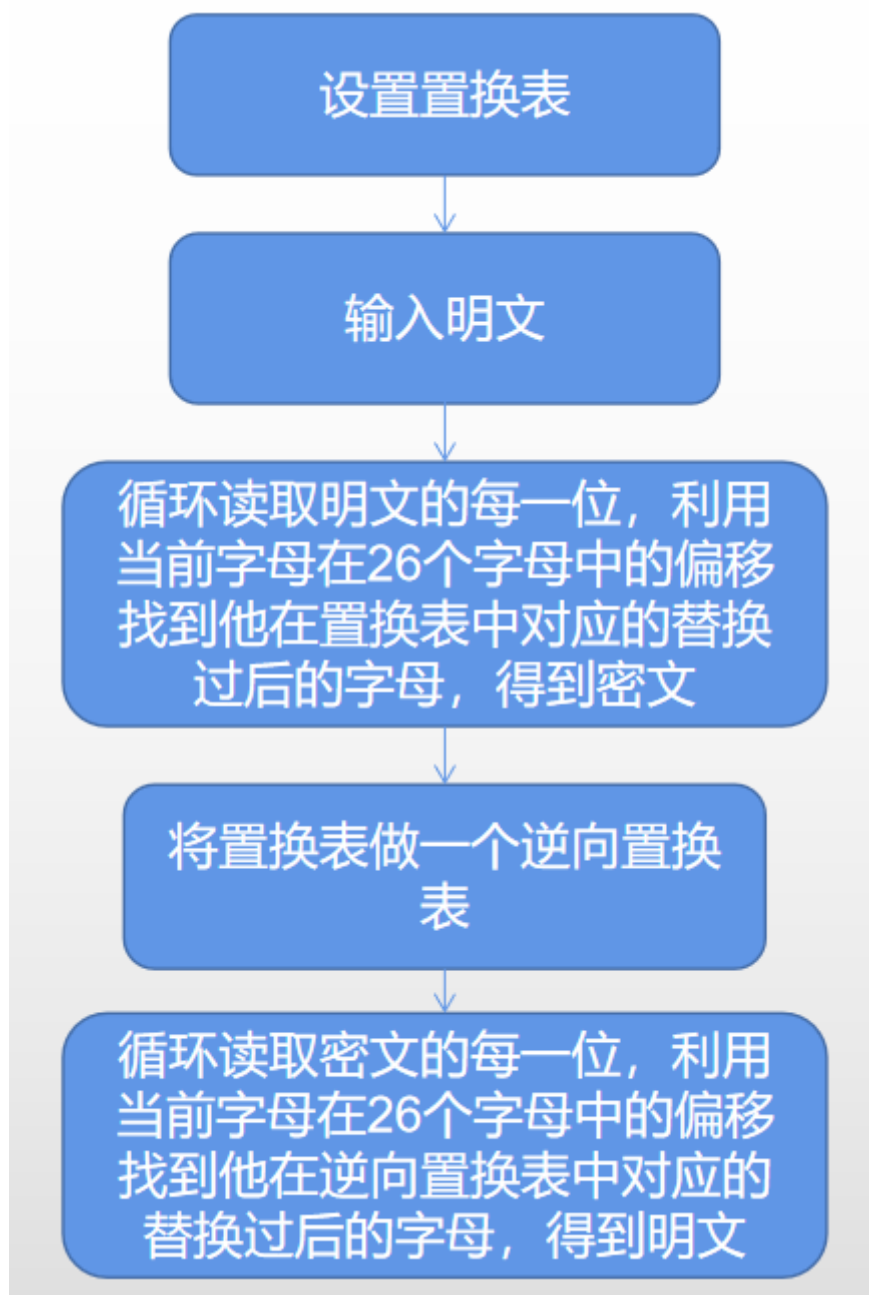 设置置换表
输入明文
循环读取明文的每一位，利用
当前字母在26个字母中的偏移
找到他在置换表中对应的替换
过后的字母，得到密文
将置换表做一个逆向置换
表
循环读取密文的每一位，利用
当前字母在26个字母中的偏移
找到他在逆向置换表中对应的
替换过后的字母，得到明文